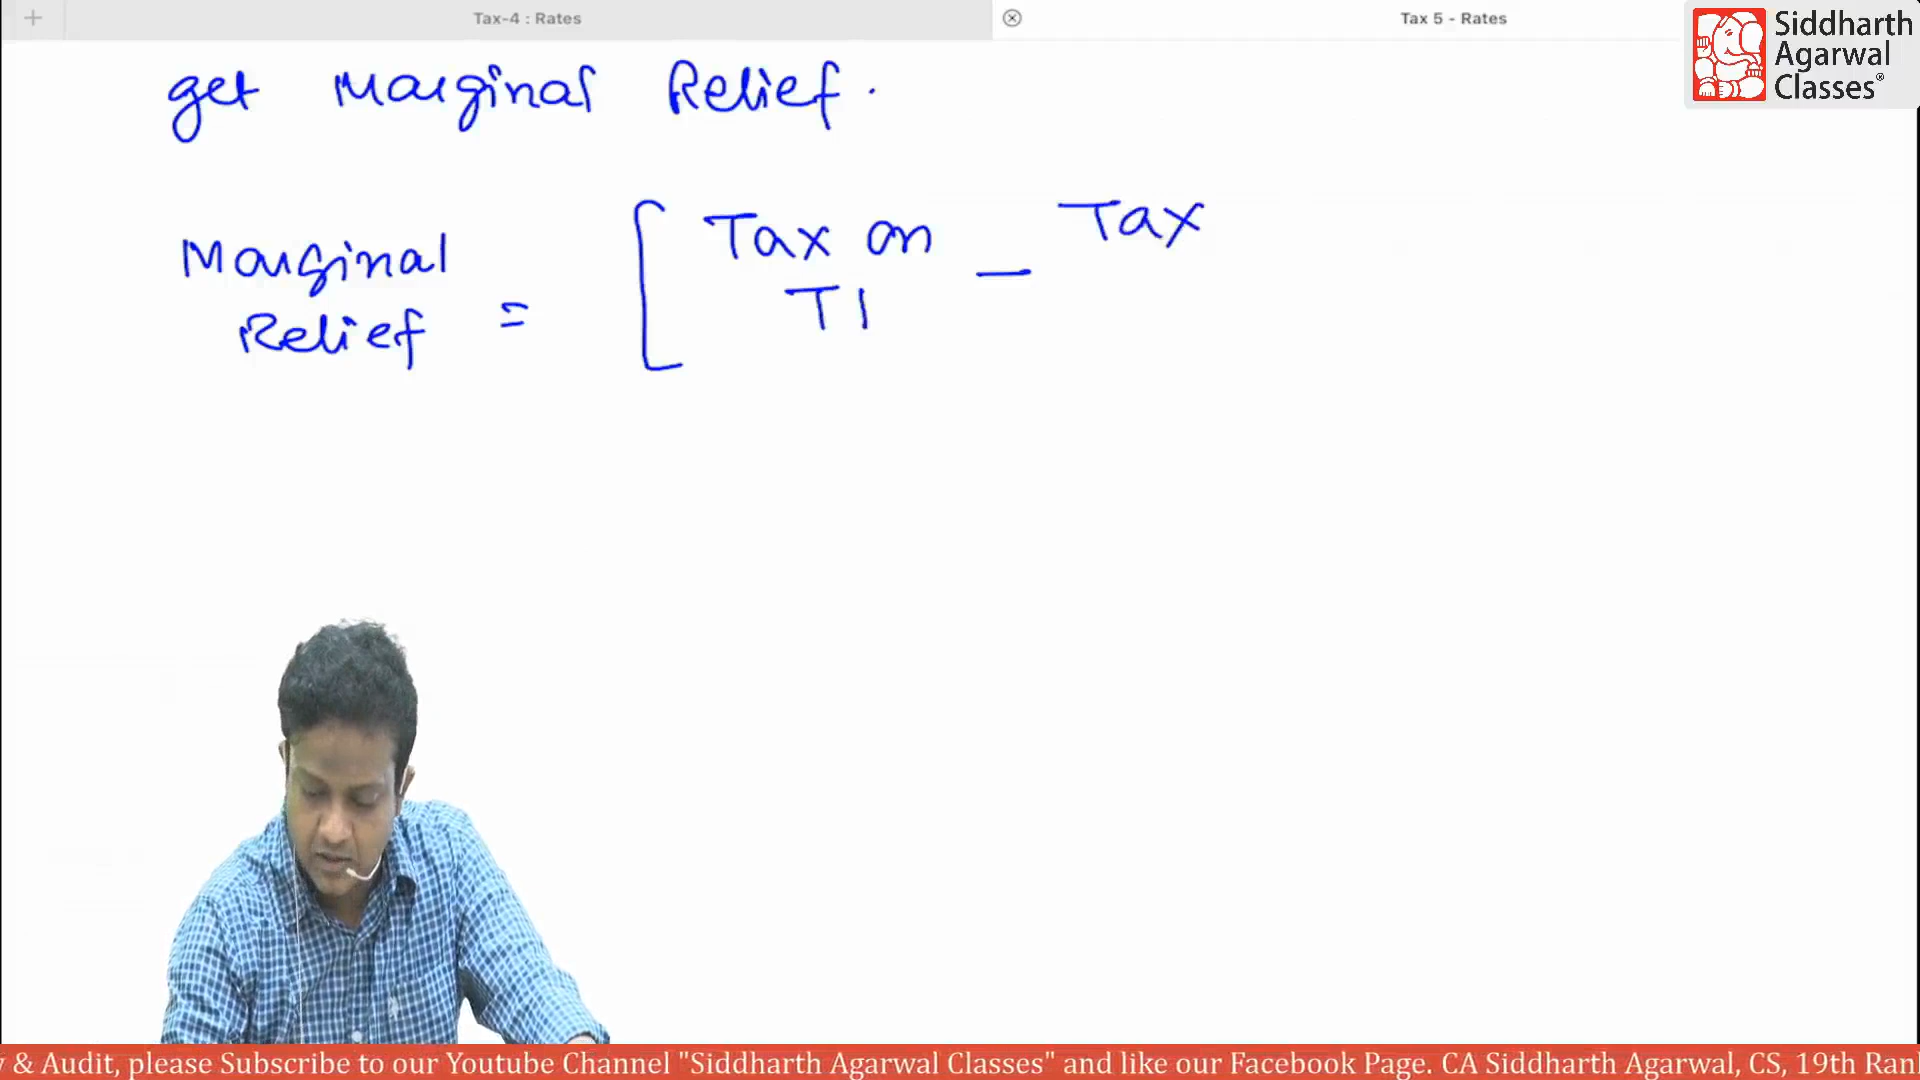 Tax-4 : Rates
Tax 5 - Rates
Siddharth
Agarwal
Classes®
get Marginal Relief.
Marginal
Relief = [ Tax on TI - Tax
y & Audit, please Subscribe to our Youtube Channel "Siddharth Agarwal Classes" and like our Facebook Page. CA Siddharth Agarwal, CS, 19th Ran